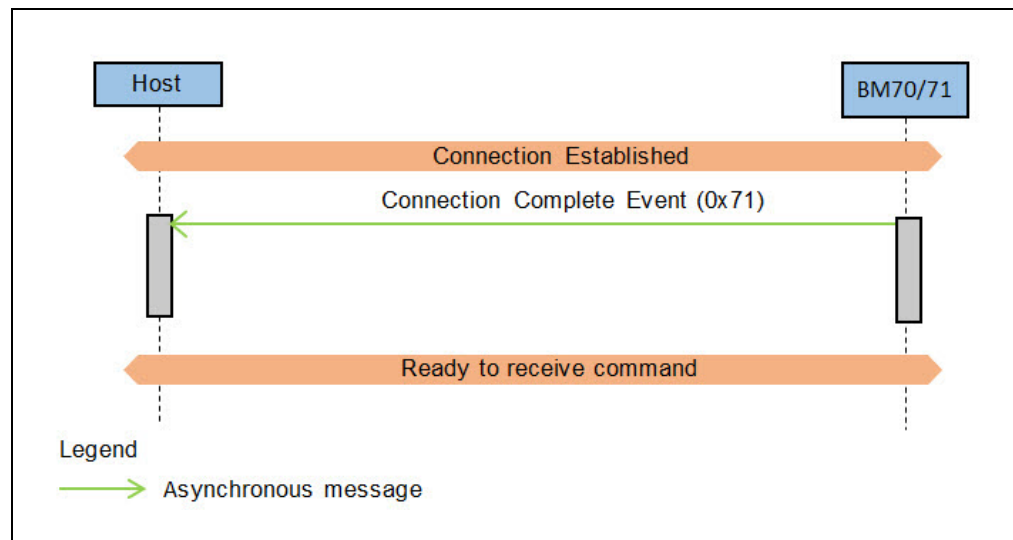 Host
BM70/71
Connection Established
Connection Complete Event (0x71)
Ready to receive command
Legend
Asynchronous message